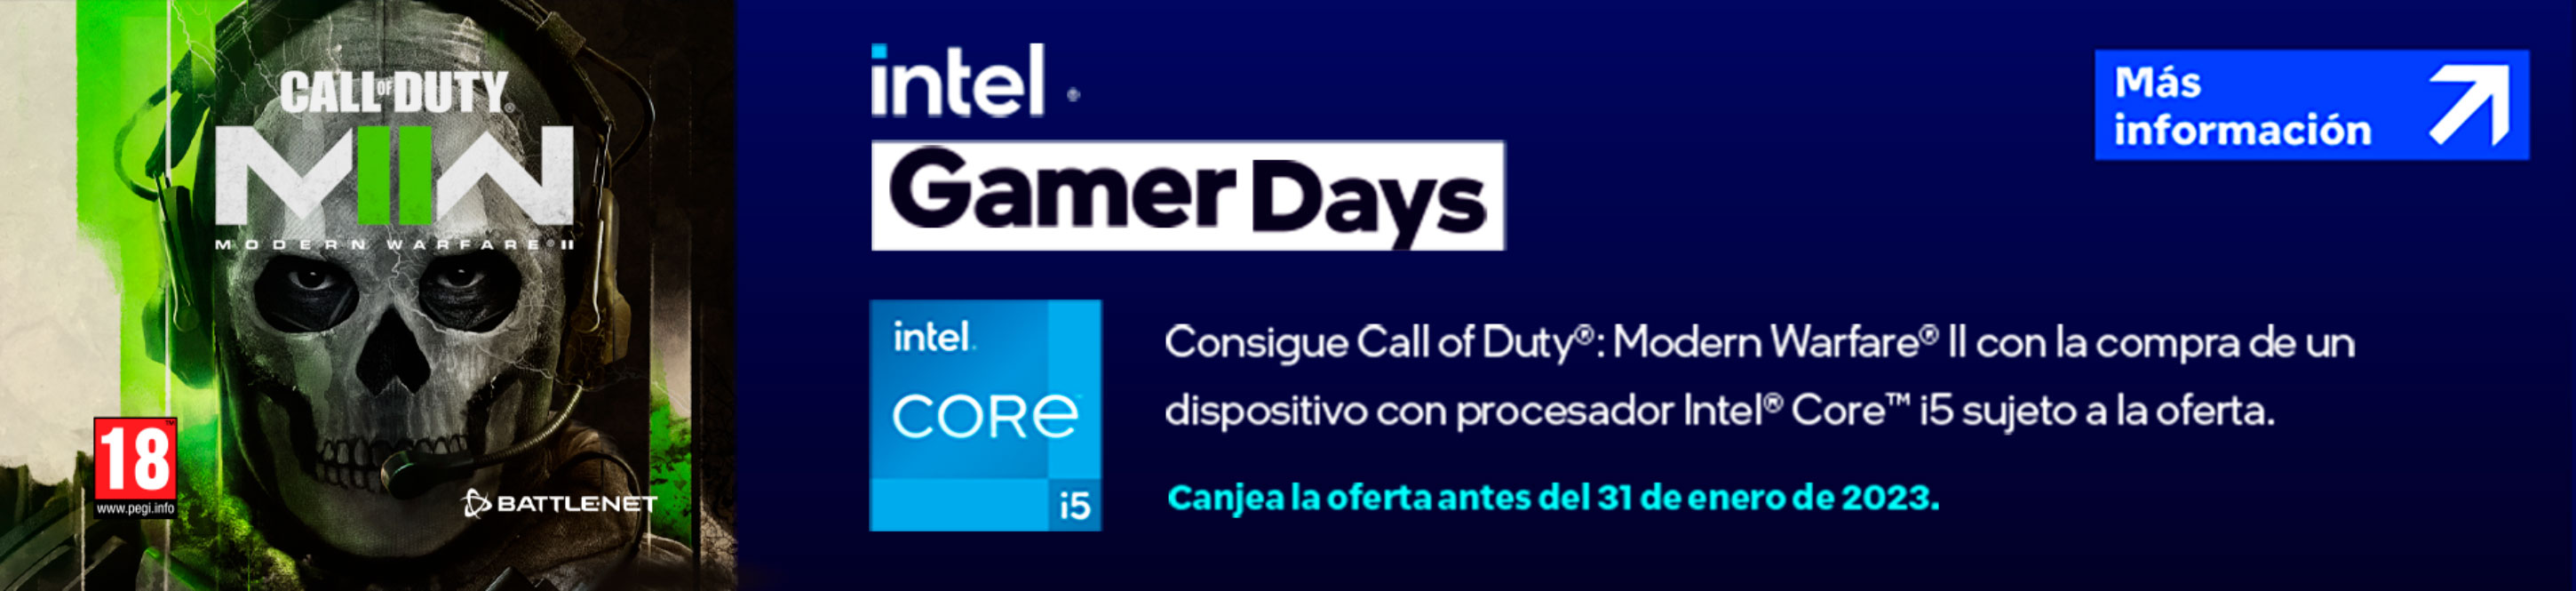 CALL OF DUTY®
MWII
MODERN WARFARE® II
18
www.pegi.info
BATTLE.NET
intel®
Gamer Days
Más
información
intel.
CORE™
i5
Consigue Call of Duty®: Modern Warfare® II con la compra de un
dispositivo con procesador Intel® Core™ i5 sujeto a la oferta.
Canjea la oferta antes del 31 de enero de 2023.